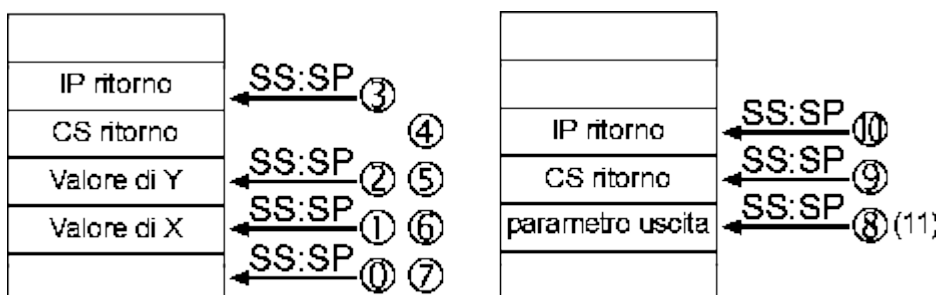 IP ritorno
SS:SP ③
CS ritorno
④
Valore di Y
SS:SP ② ⑤
Valore di X
SS:SP ① ⑥
SS:SP ⓪ ⑦
IP ritorno
SS:SP ⑩
CS ritorno
SS:SP ⑨
parametro uscita
SS:SP ⑧ (11)